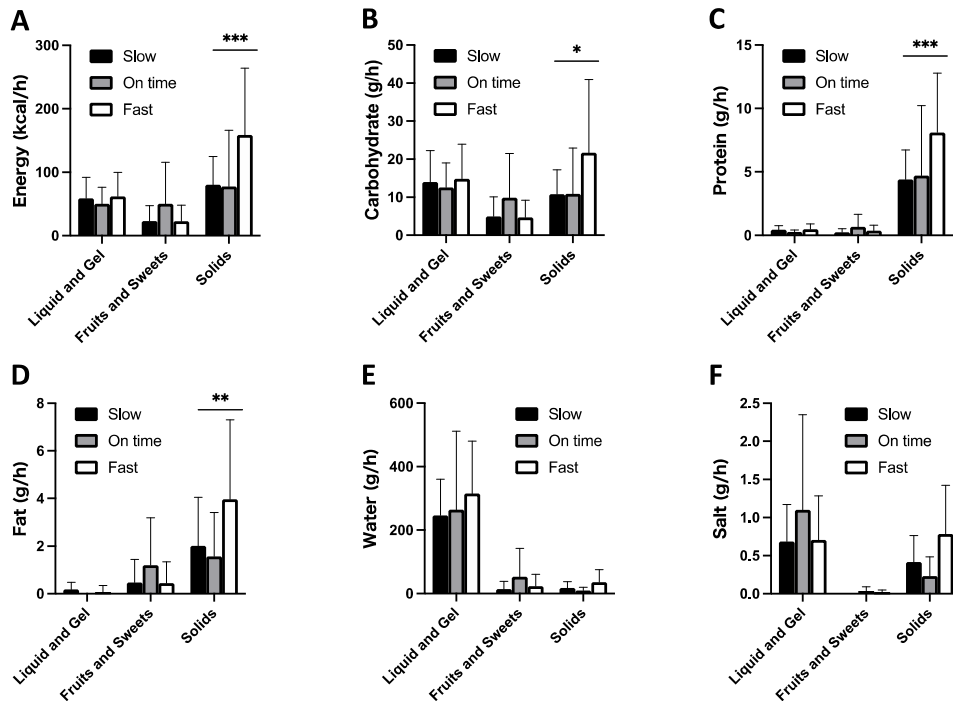 A
Energy (kcal/h)
300
200
100
0
Slow
On time
Fast
***
Liquid and Gel
Fruits and Sweets
Solids
B
Carbohydrate (g/h)
50
40
30
20
10
0
Slow
On time
Fast
*
Liquid and Gel
Fruits and Sweets
Solids
C
Protein (g/h)
15
10
5
0
Slow
On time
Fast
***
Liquid and Gel
Fruits and Sweets
Solids
D
Fat (g/h)
8
6
4
2
0
Slow
On time
Fast
**
Liquid and Gel
Fruits and Sweets
Solids
E
Water (g/h)
600
400
200
0
Slow
On time
Fast
Liquid and Gel
Fruits and Sweets
Solids
F
Salt (g/h)
2.5
2.0
1.5
1.0
0.5
0.0
Slow
On time
Fast
Liquid and Gel
Fruits and Sweets
Solids